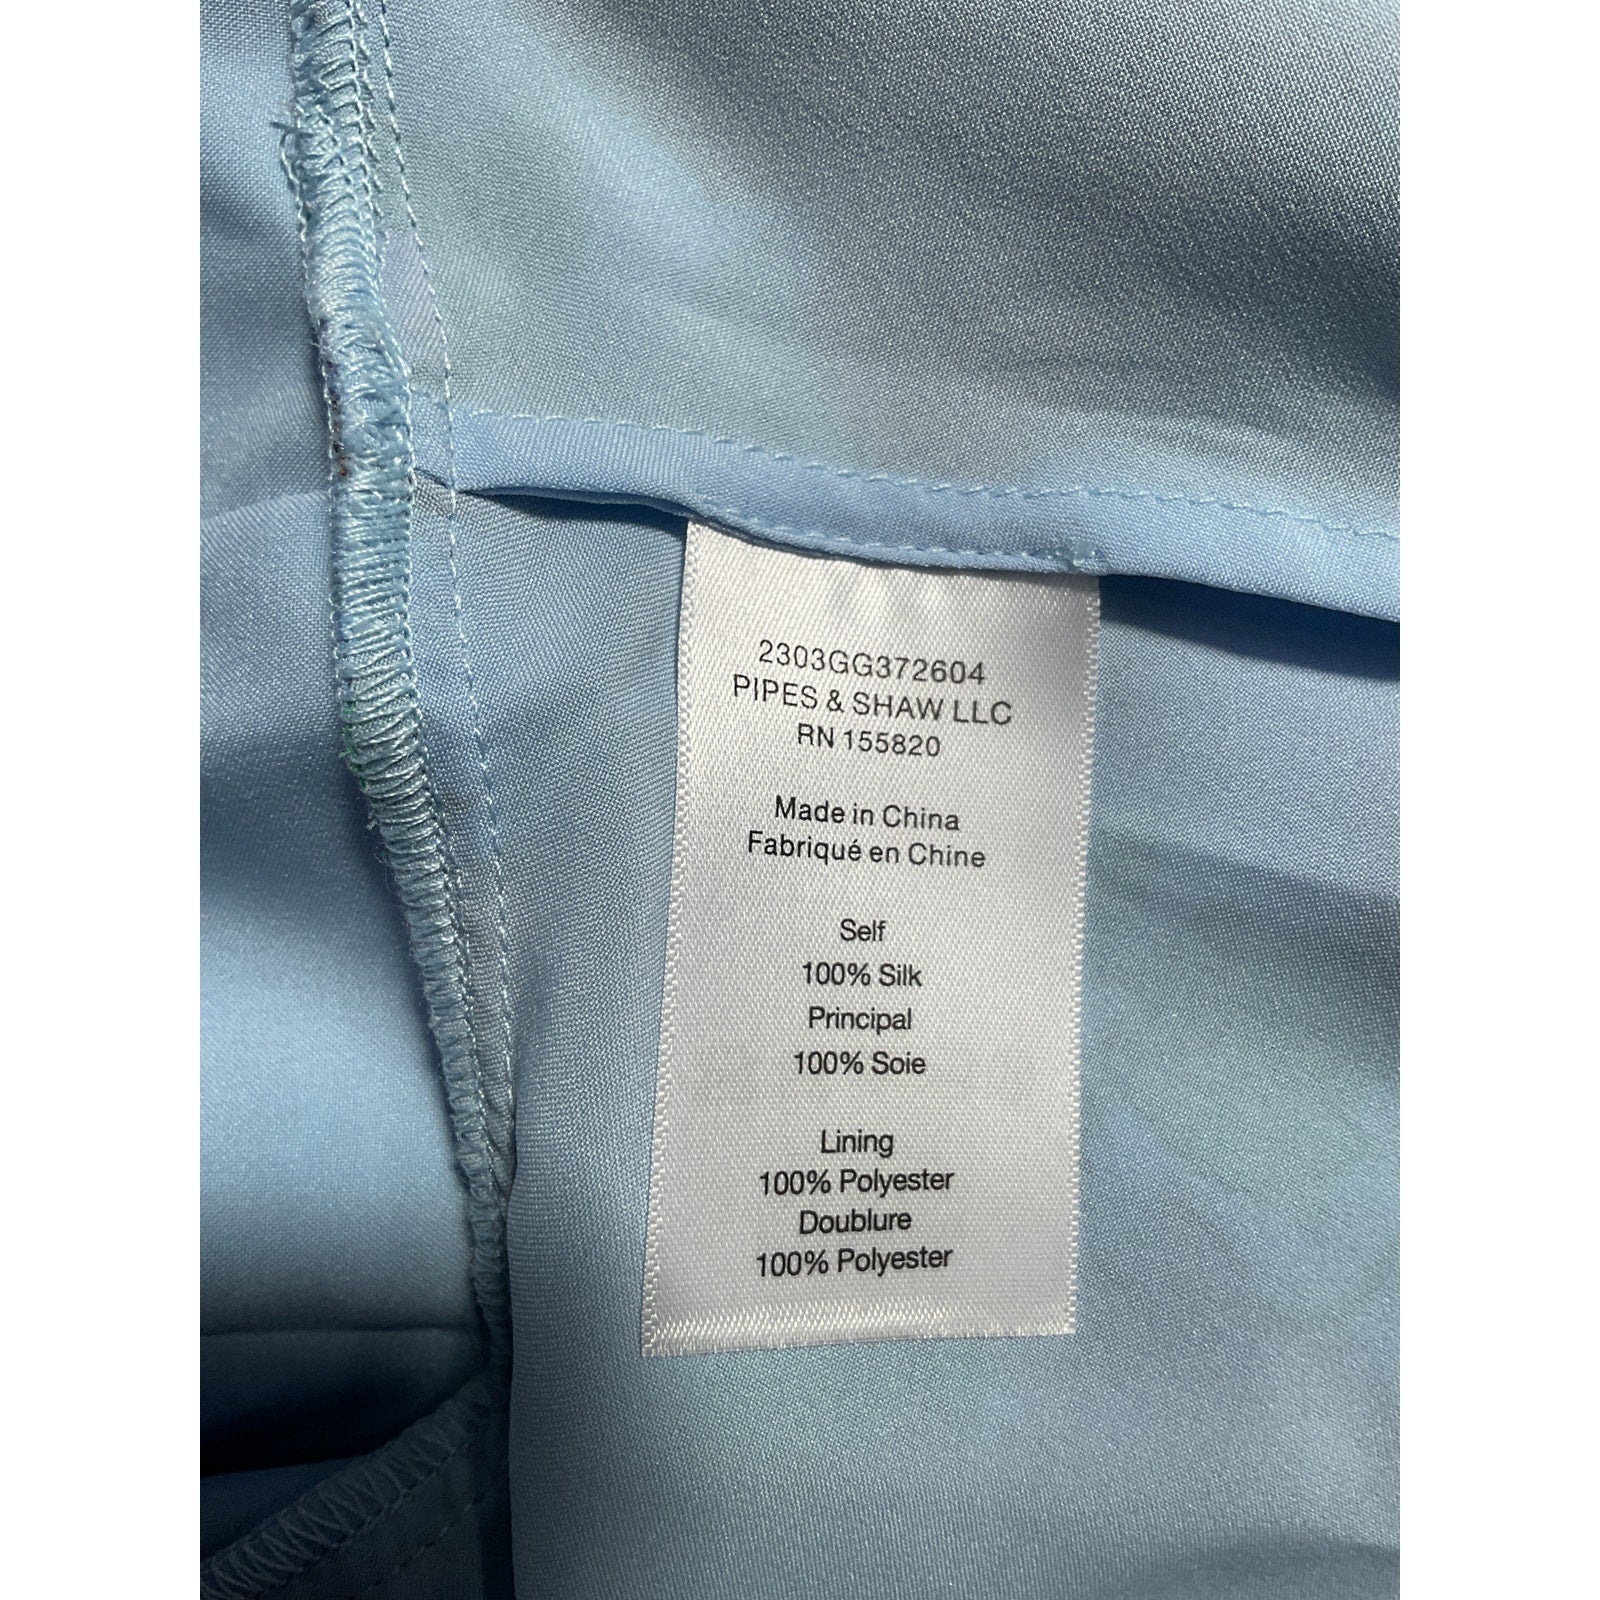 2303GG372604
PIPES & SHAW LLC
RN 155820
Made in China
Fabriqué en Chine
Self
100% Silk
Principal
100% Soie
Lining
100% Polyester
Doublure
100% Polyester